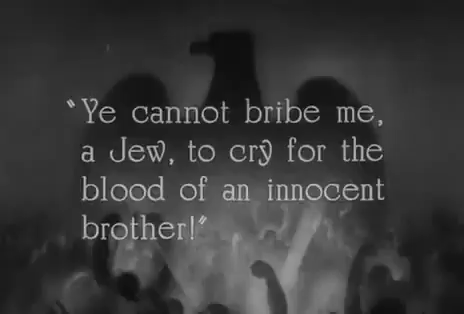 "Ye cannot bribe me,
a Jew, to cry for the
blood of an innocent
brother!"